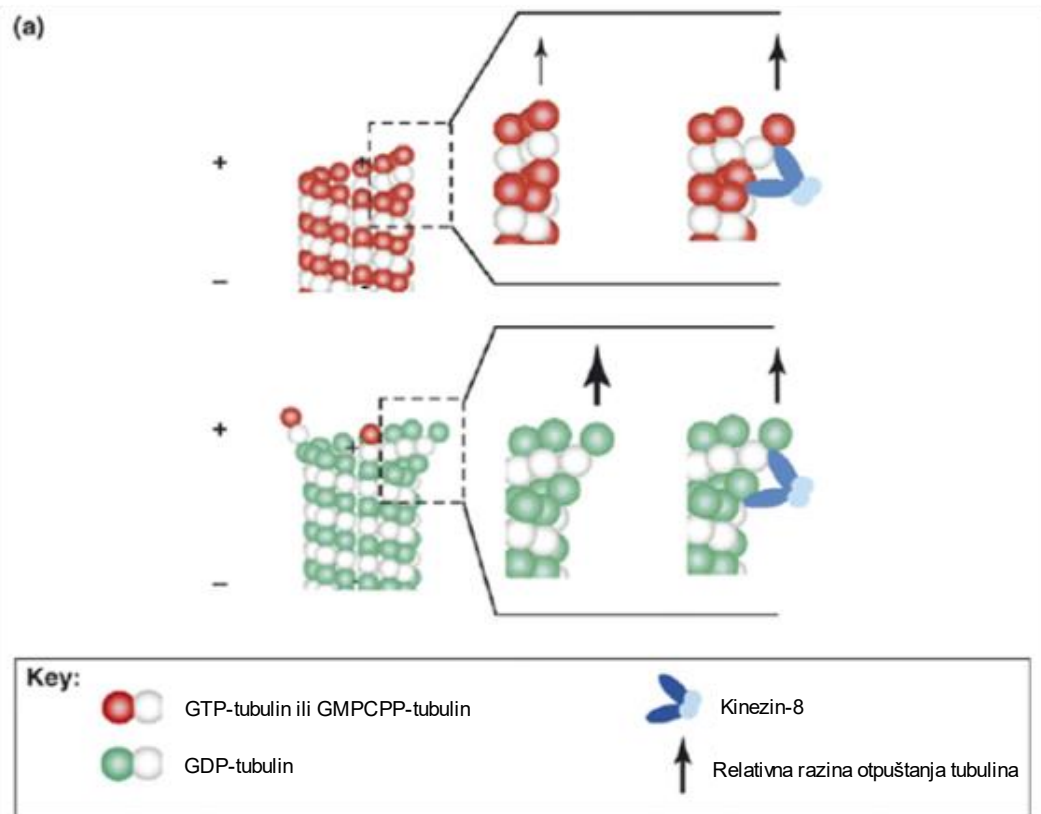 (a)
+
–
+
–
Key:
GTP-tubulin ili GMPCPP-tubulin
Kinezin-8
GDP-tubulin
Relativna razina otpuštanja tubulina